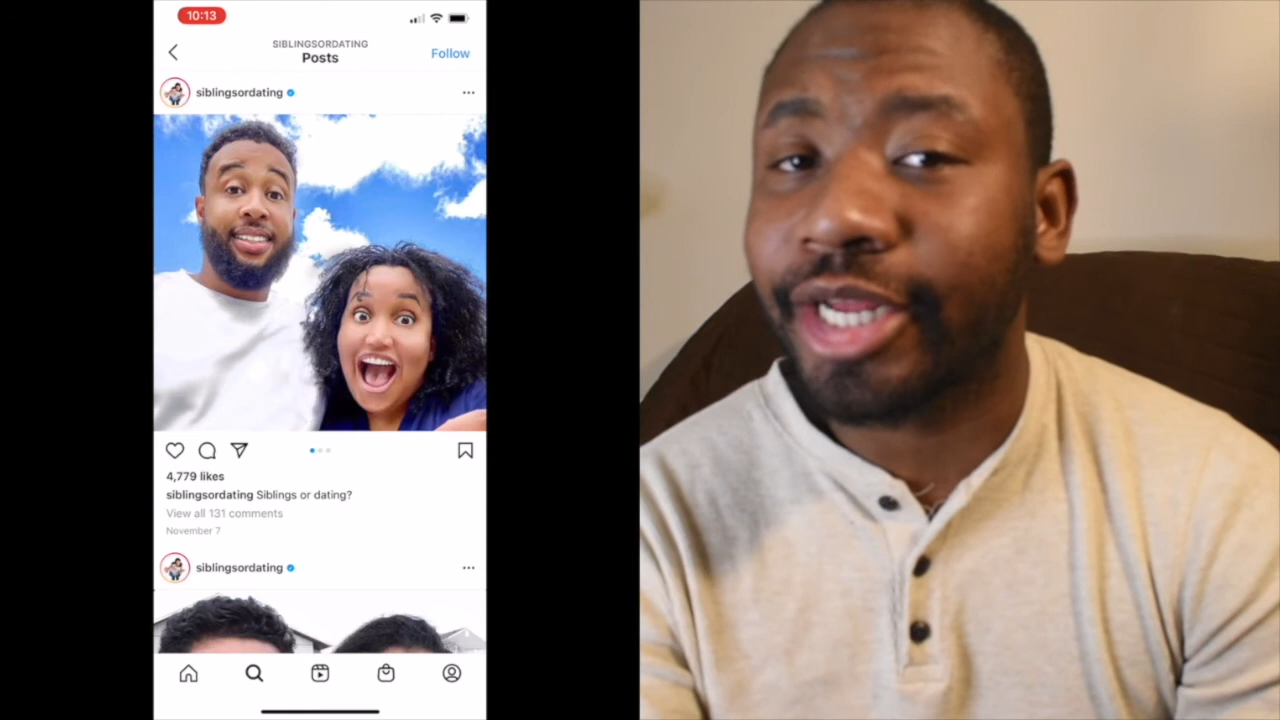 10:13
SIBLINGSORDATING
Posts
Follow
siblingsordating
4,779 likes
siblingsordating Siblings or dating?
View all 131 comments
November 7
siblingsordating